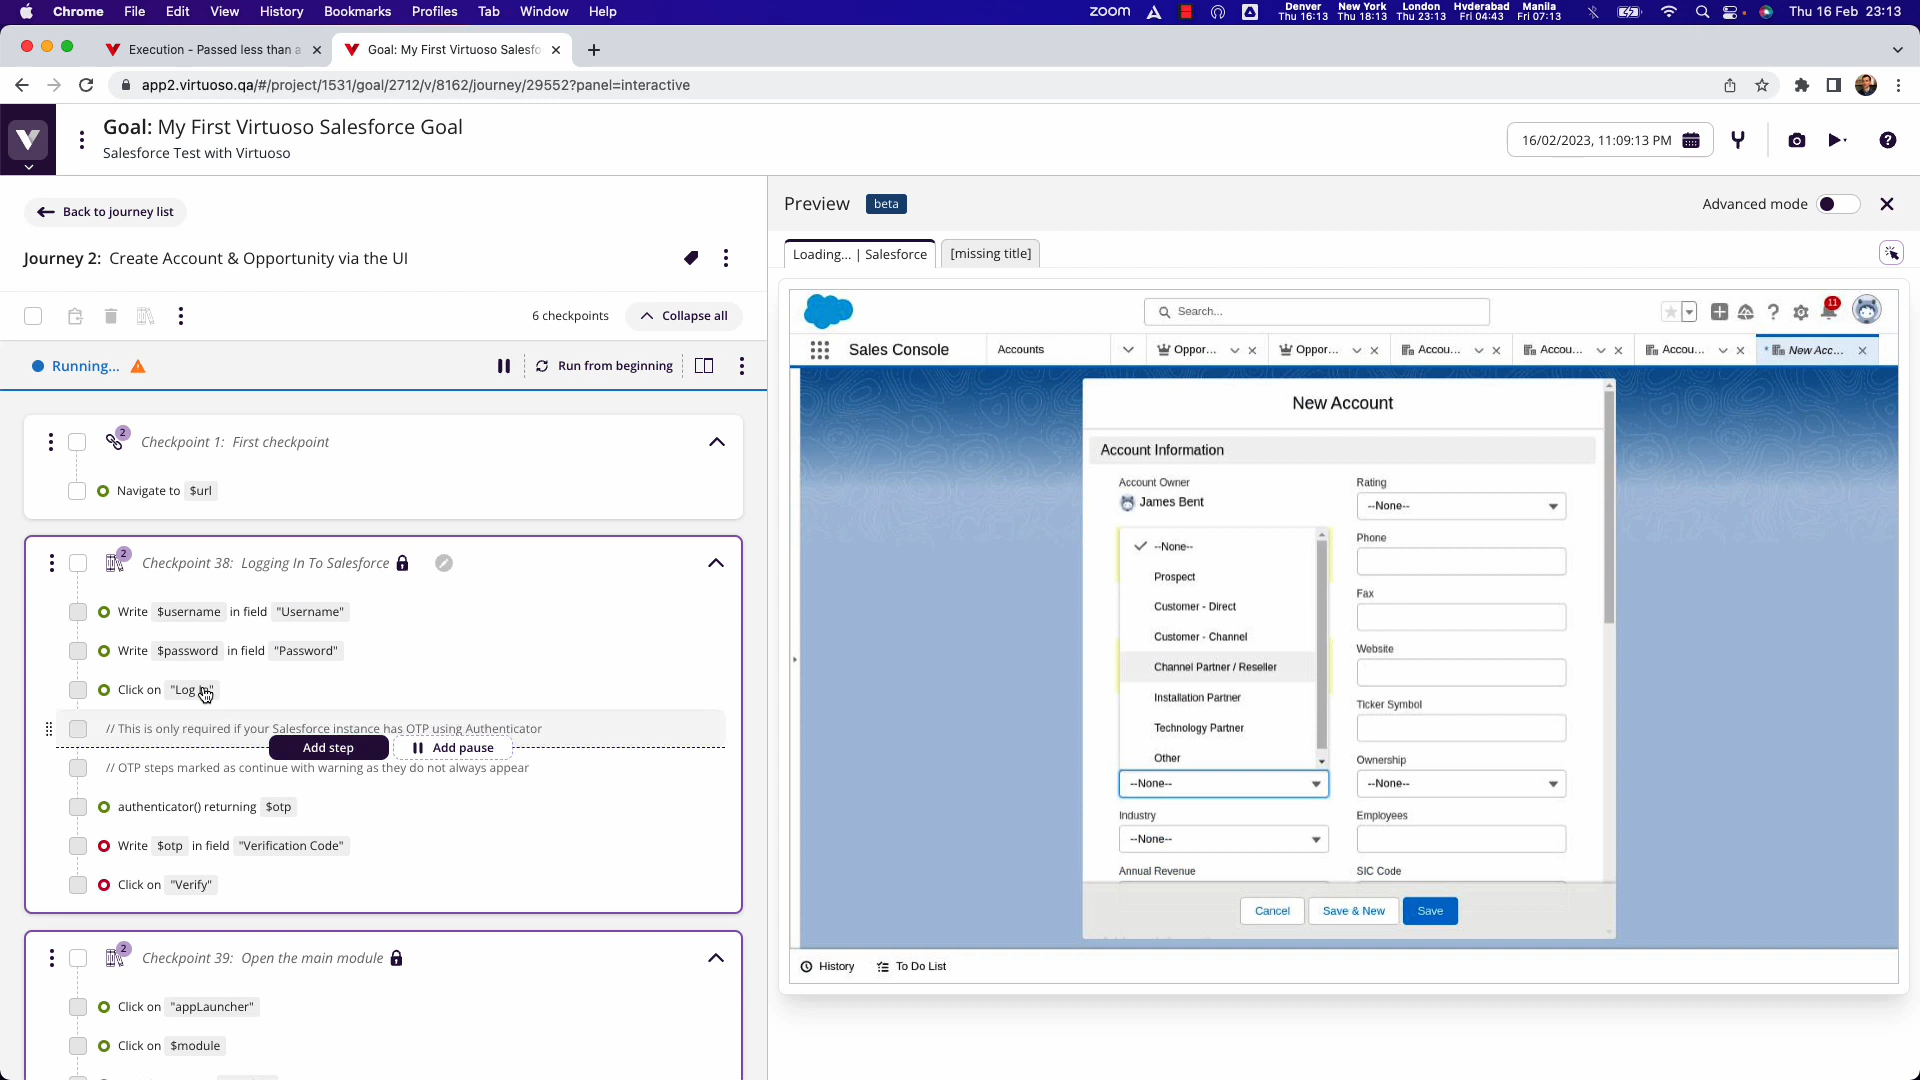 Chrome File Edit View History Bookmarks Profiles Tab Window Help
zoom
Denver Thu 16:13 New York Thu 18:13 London Thu 23:13 Hyderabad Fri 04:43 Manila Fri 07:13
Thu 16 Feb 23:13
Execution - Passed less than a
Goal: My First Virtuoso Salesfo
app2.virtuoso.qa/#/project/1531/goal/2712/v/8162/journey/29552?panel=interactive
Goal: My First Virtuoso Salesforce Goal
Salesforce Test with Virtuoso
16/02/2023, 11:09:13 PM
Back to journey list
Journey 2: Create Account & Opportunity via the UI
6 checkpoints
Collapse all
Running...
Run from beginning
2
Checkpoint 1: First checkpoint
Navigate to $url
2
Checkpoint 38: Logging In To Salesforce
Write $username in field "Username"
Write $password in field "Password"
Click on "Log In"
// This is only required if your Salesforce instance has OTP using Authenticator
Add step
Add pause
// OTP steps marked as continue with warning as they do not always appear
authenticator() returning $otp
Write $otp in field "Verification Code"
Click on "Verify"
2
Checkpoint 39: Open the main module
Click on "appLauncher"
Click on $module
Preview beta
Advanced mode
Loading... | Salesforce
[missing title]
Search...
11
Sales Console
Accounts
Oppor...
Oppor...
Accou...
Accou...
Accou...
* New Acc...
New Account
Account Information
Account Owner
James Bent
Rating
--None--
Phone
Fax
Website
Ticker Symbol
Ownership
--None--
Employees
SIC Code
--None--
Prospect
Customer - Direct
Customer - Channel
Channel Partner / Reseller
Installation Partner
Technology Partner
Other
--None--
Industry
--None--
Annual Revenue
Cancel
Save & New
Save
History
To Do List